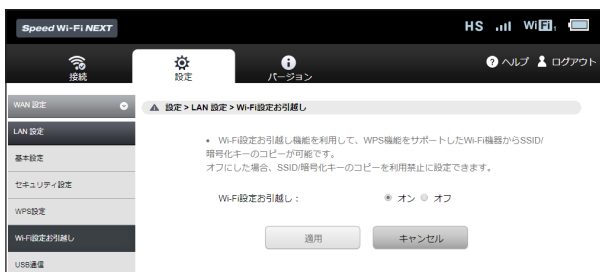 Speed Wi-Fi NEXT
HS WiFi 1
接続
設定
バージョン
ヘルプ ログアウト
WAN 設定
設定 > LAN 設定 > Wi-Fi設定お引越し
LAN 設定
基本設定
セキュリティ設定
WPS設定
Wi-Fi設定お引越し
USB通信
• Wi-Fi設定お引越し機能を利用して、WPS機能をサポートしたWi-Fi機器からSSID/
暗号化キーのコピーが可能です。
オフにした場合、SSID/暗号化キーのコピーを利用禁止に設定できます。
Wi-Fi設定お引越し： オン オフ
適用 キャンセル